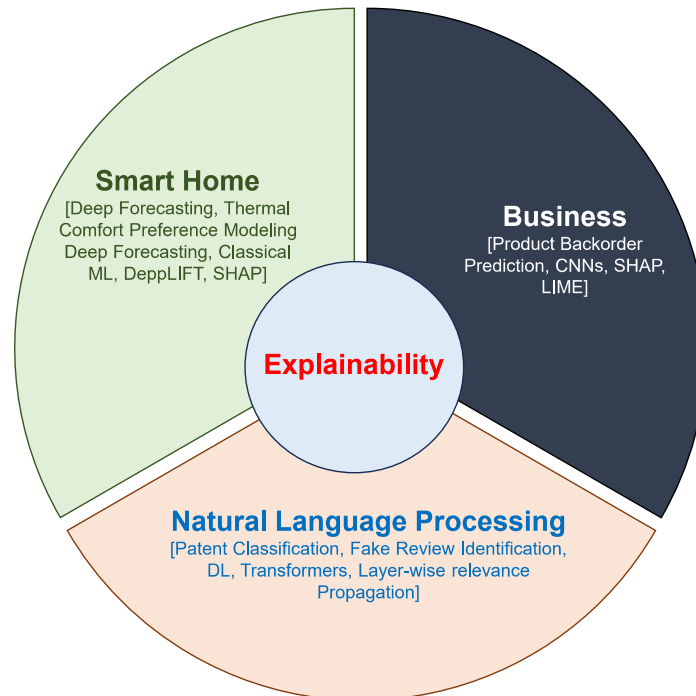 Smart Home
[Deep Forecasting, Thermal
Comfort Preference Modeling
Deep Forecasting, Classical
ML, DeppLIFT, SHAP]
Business
[Product Backorder
Prediction, CNNs, SHAP,
LIME]
Explainability
Natural Language Processing
[Patent Classification, Fake Review Identification,
DL, Transformers, Layer-wise relevance
Propagation]